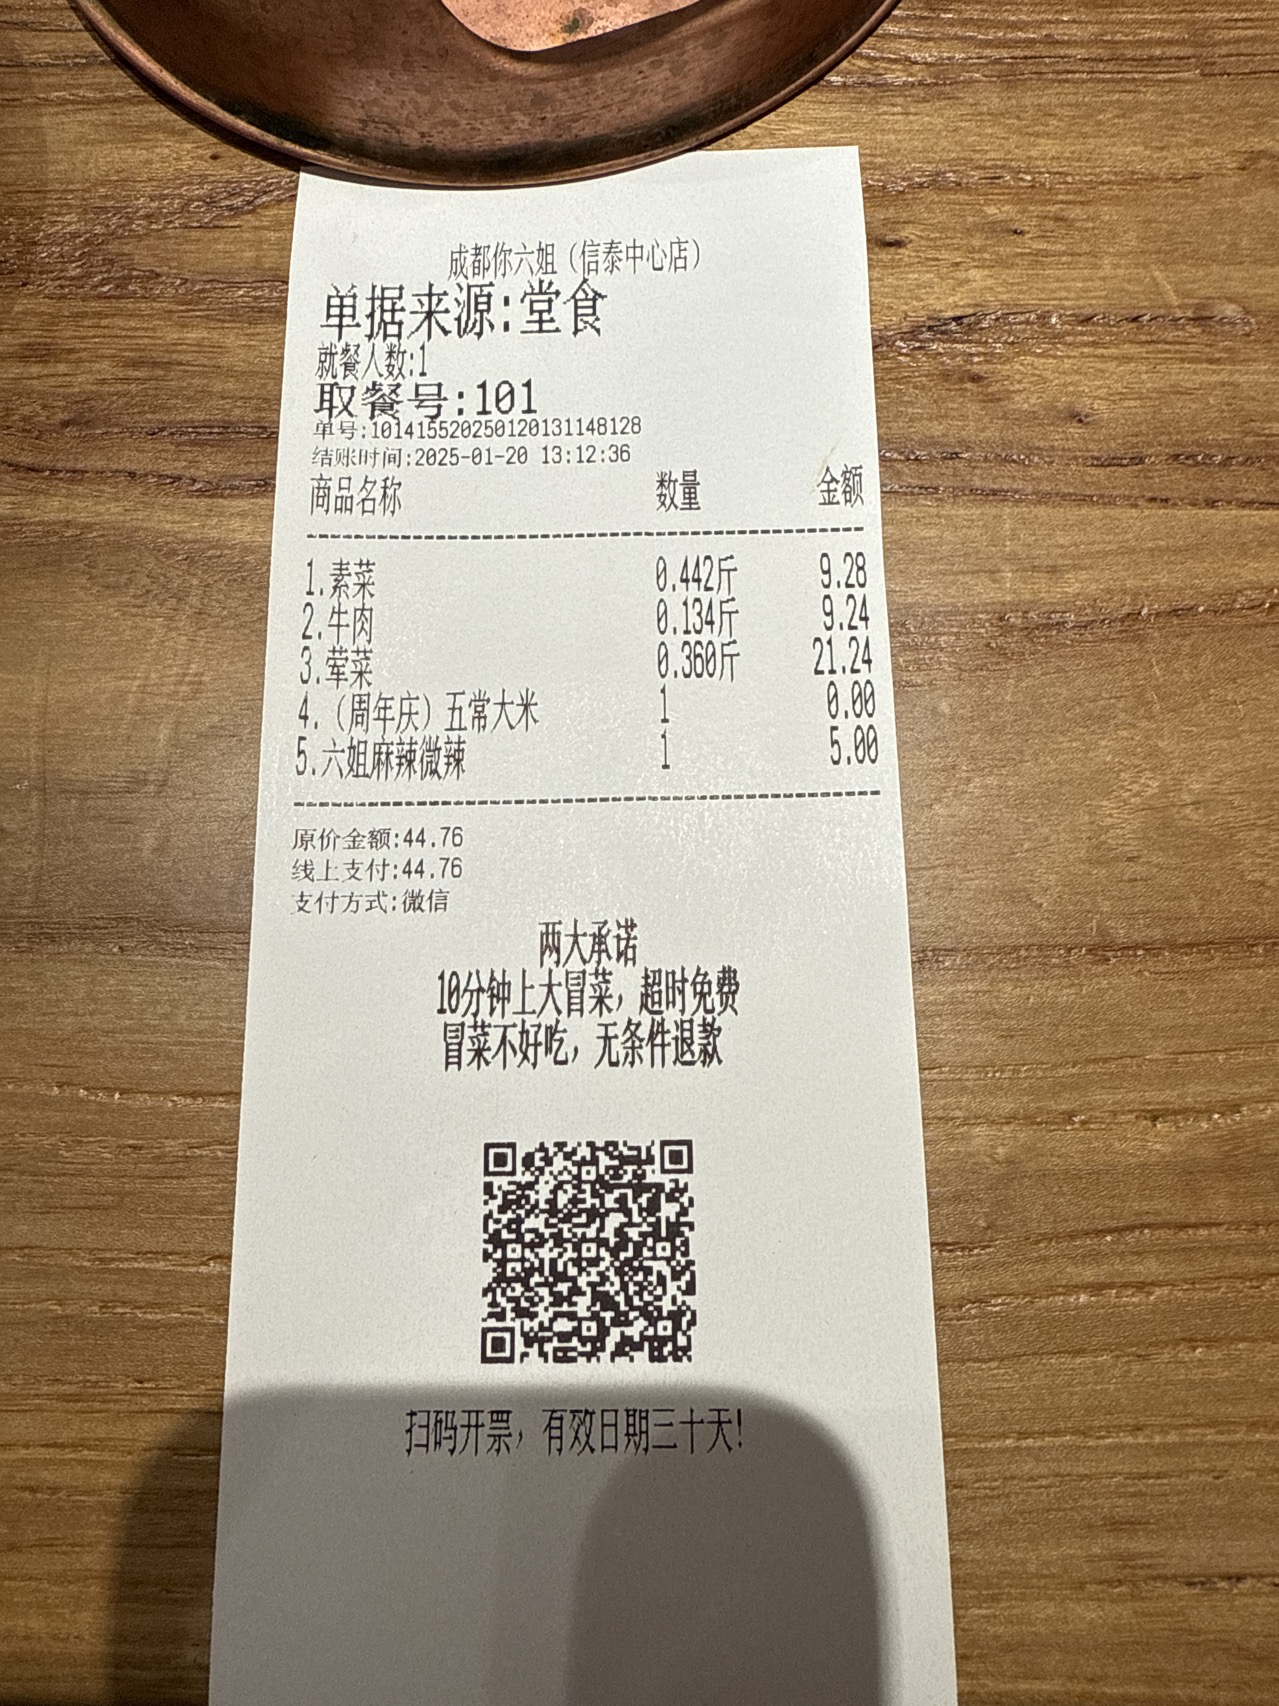 成都你六姐（信泰中心店）
单据来源:堂食
就餐人数:1
取餐号:101
单号:101415520250120131148128
结账时间:2025-01-20 13:12:36
商品名称 数量 金额
1.素菜 0.442斤 9.28
2.牛肉 0.134斤 9.24
3.荤菜 0.360斤 21.24
4.（周年庆）五常大米 1 0.00
5.六姐麻辣微辣 1 5.00
原价金额:44.76
线上支付:44.76
支付方式:微信
两大承诺
10分钟上大冒菜，超时免费
冒菜不好吃，无条件退款
扫码开票，有效日期三十天!